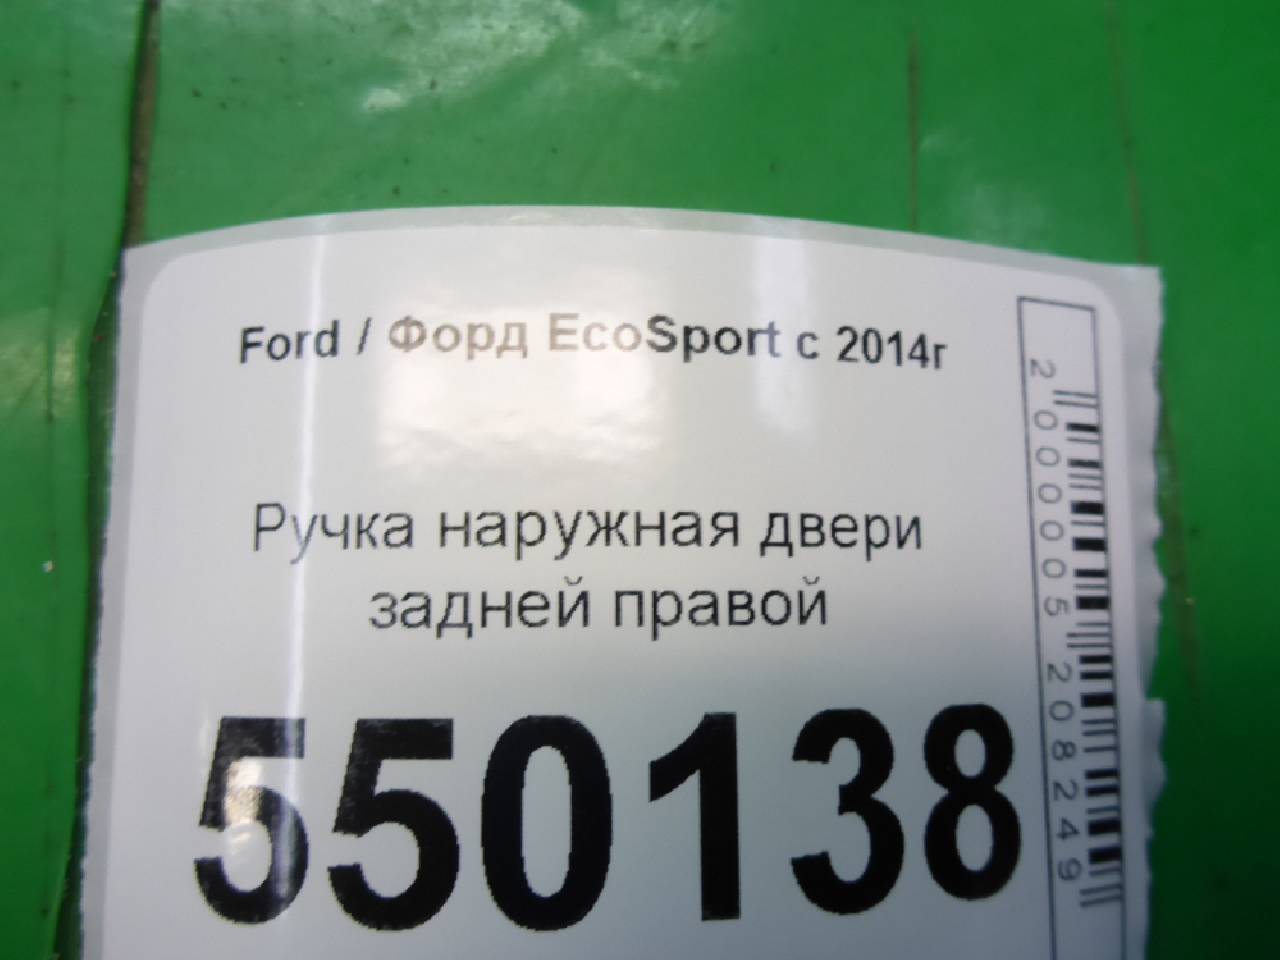 Ford / Форд EcoSport с 2014г
Ручка наружная двери
задней правой
550138
2000005208249